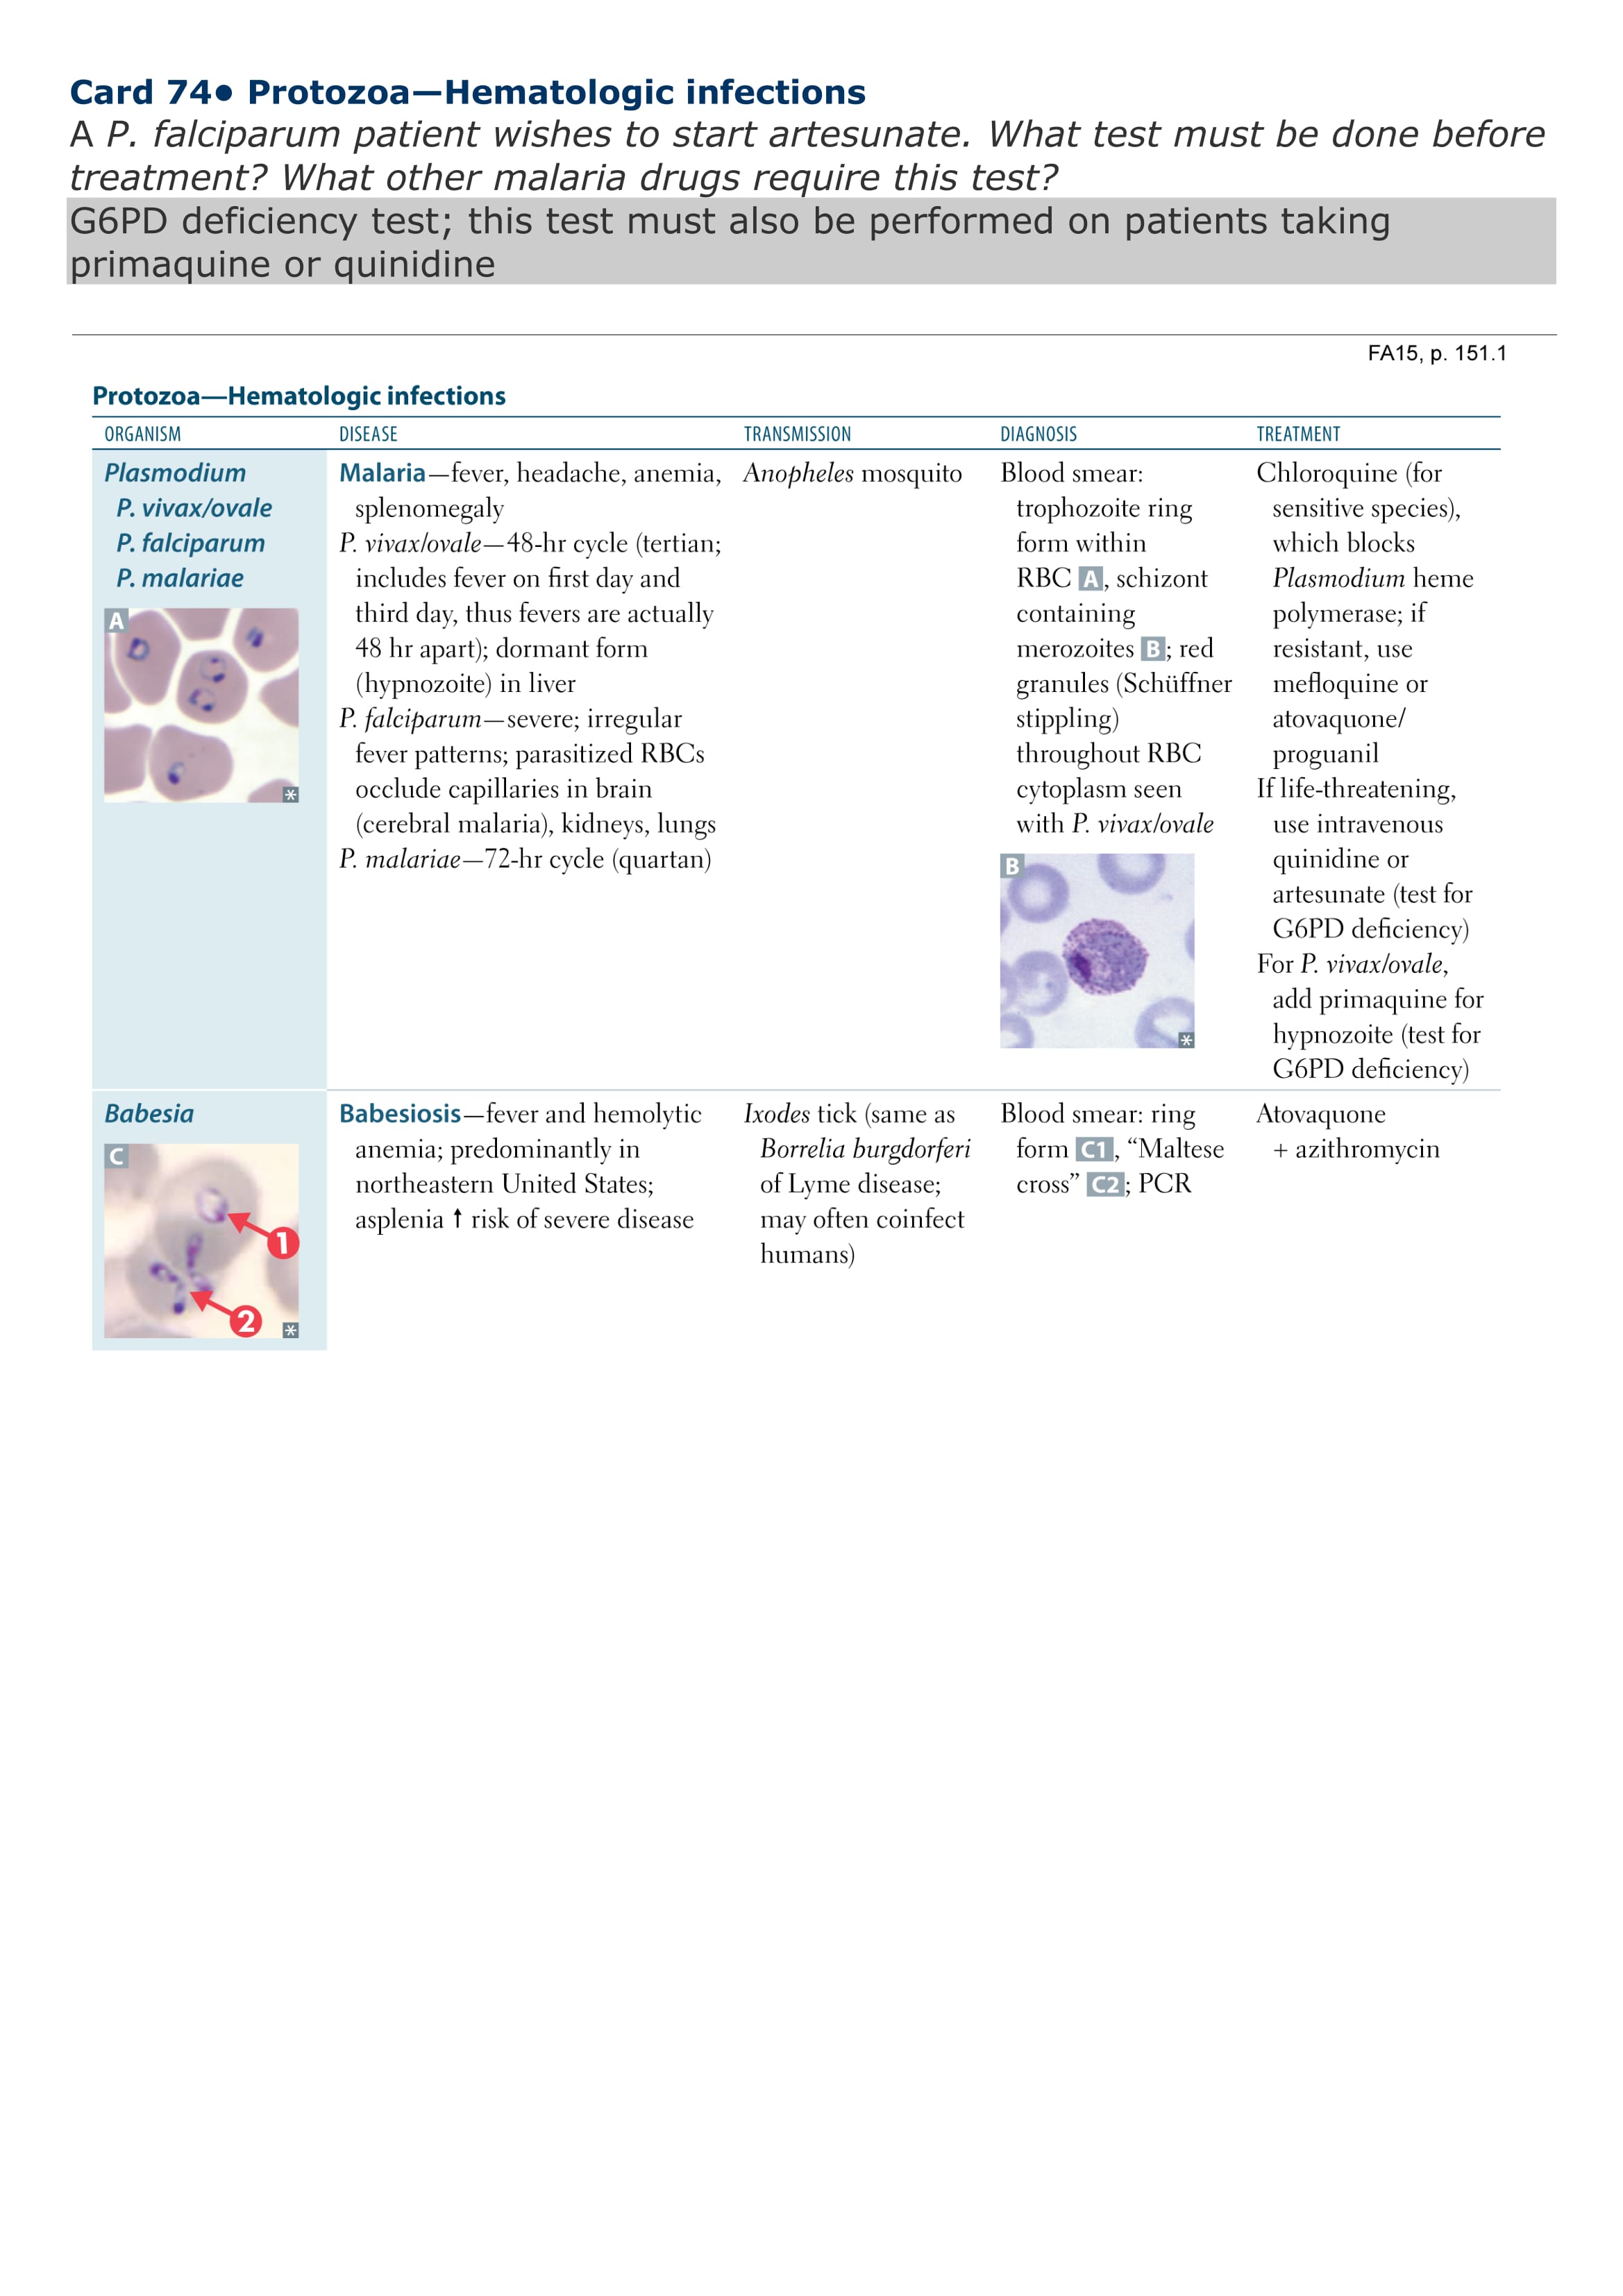 Card 74• Protozoa—Hematologic infections
A P. falciparum patient wishes to start artesunate. What test must be done before
treatment? What other malaria drugs require this test?
G6PD deficiency test; this test must also be performed on patients taking
primaquine or quinidine
FA15, p. 151.1
Protozoa—Hematologic infections
ORGANISM DISEASE TRANSMISSION DIAGNOSIS TREATMENT
Plasmodium
P. vivax/ovale
P. falciparum
P. malariae
A
*
Malaria—fever, headache, anemia,
splenomegaly
P. vivax/ovale—48-hr cycle (tertian;
includes fever on first day and
third day, thus fevers are actually
48 hr apart); dormant form
(hypnozoite) in liver
P. falciparum—severe; irregular
fever patterns; parasitized RBCs
occlude capillaries in brain
(cerebral malaria), kidneys, lungs
P. malariae—72-hr cycle (quartan)
Anopheles mosquito
Blood smear:
trophozoite ring
form within
RBC A, schizont
containing
merozoites B; red
granules (Schüffner
stippling)
throughout RBC
cytoplasm seen
with P. vivax/ovale
B
*
Chloroquine (for
sensitive species),
which blocks
Plasmodium heme
polymerase; if
resistant, use
mefloquine or
atovaquone/
proguanil
If life-threatening,
use intravenous
quinidine or
artesunate (test for
G6PD deficiency)
For P. vivax/ovale,
add primaquine for
hypnozoite (test for
G6PD deficiency)
Babesia
C
1
2
*
Babesiosis—fever and hemolytic
anemia; predominantly in
northeastern United States;
asplenia ↑ risk of severe disease
Ixodes tick (same as
Borrelia burgdorferi
of Lyme disease;
may often coinfect
humans)
Blood smear: ring
form C1, “Maltese
cross” C2; PCR
Atovaquone
+ azithromycin